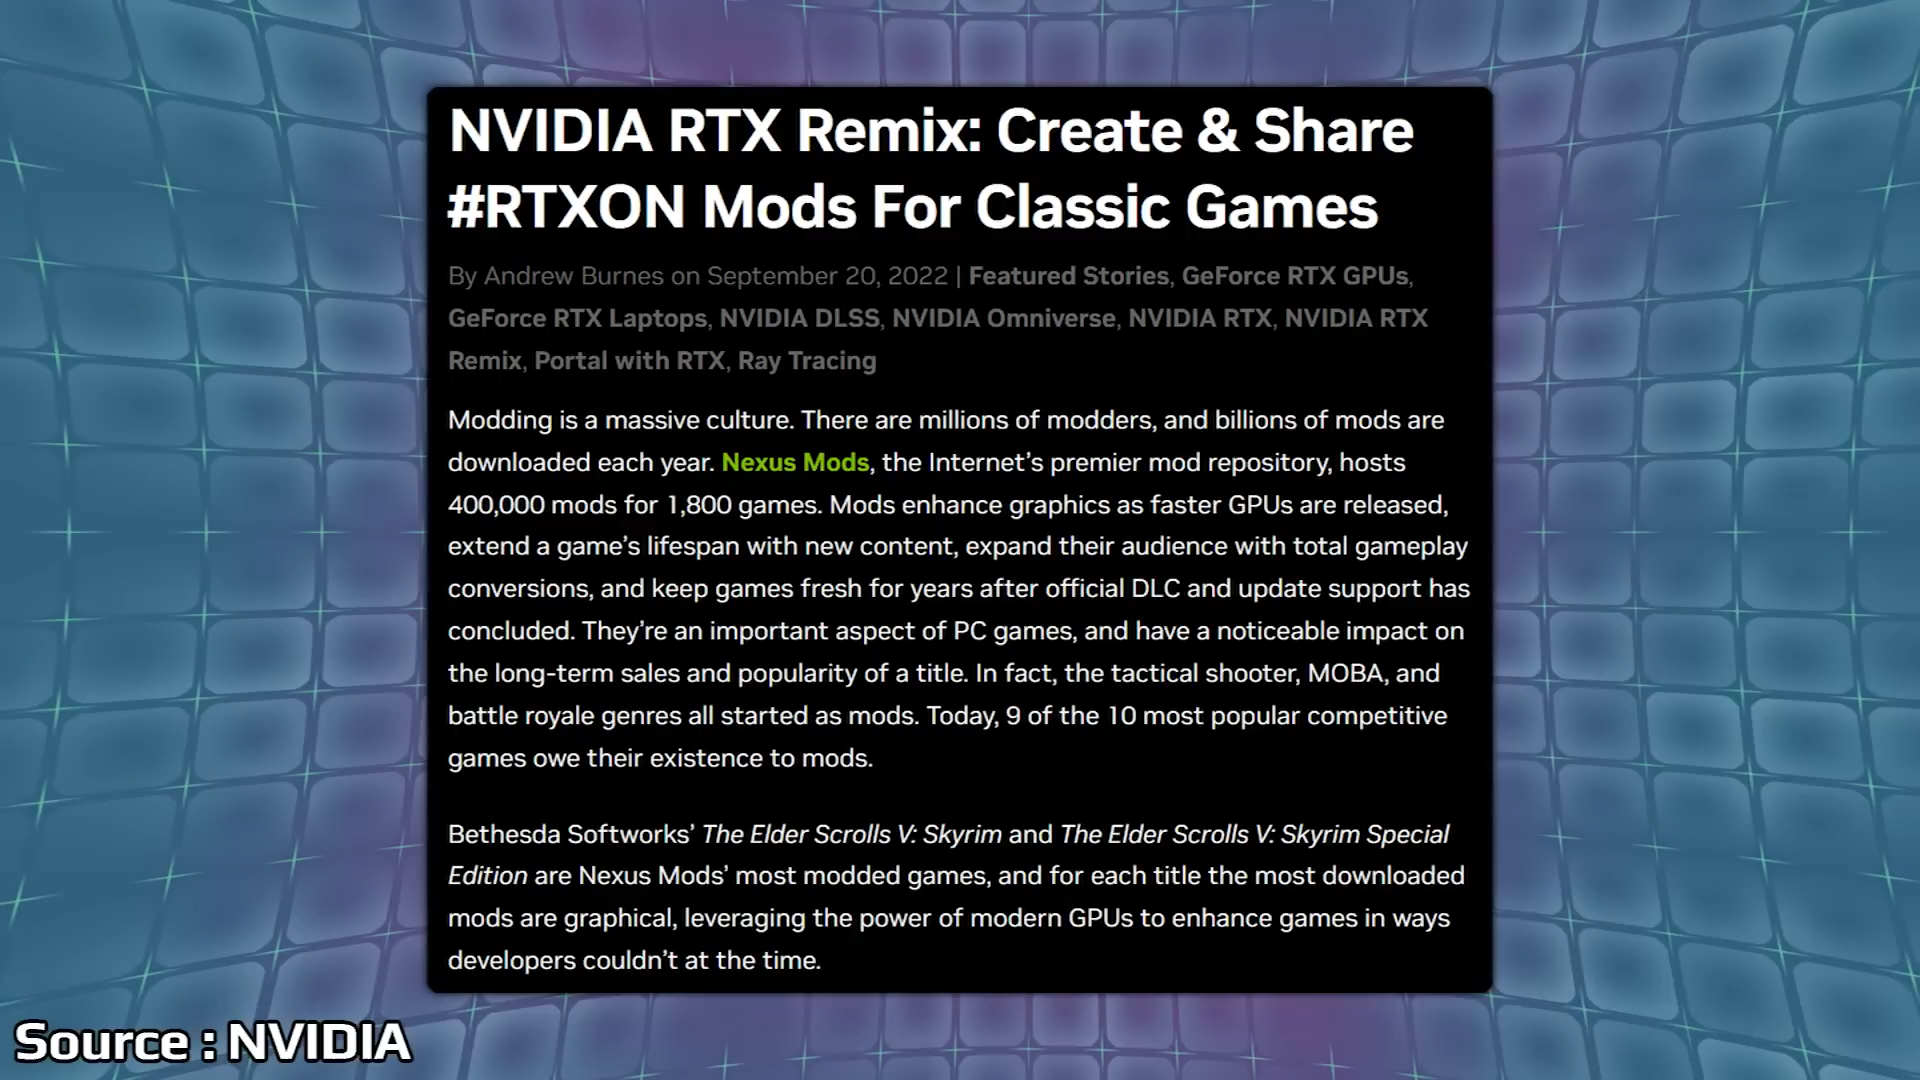 NVIDIA RTX Remix: Create & Share
#RTXON Mods For Classic Games
By Andrew Burnes on September 20, 2022 | Featured Stories, GeForce RTX GPUs,
GeForce RTX Laptops, NVIDIA DLSS, NVIDIA Omniverse, NVIDIA RTX, NVIDIA RTX
Remix, Portal with RTX, Ray Tracing
Modding is a massive culture. There are millions of modders, and billions of mods are
downloaded each year. Nexus Mods, the Internet’s premier mod repository, hosts
400,000 mods for 1,800 games. Mods enhance graphics as faster GPUs are released,
extend a game’s lifespan with new content, expand their audience with total gameplay
conversions, and keep games fresh for years after official DLC and update support has
concluded. They’re an important aspect of PC games, and have a noticeable impact on
the long-term sales and popularity of a title. In fact, the tactical shooter, MOBA, and
battle royale genres all started as mods. Today, 9 of the 10 most popular competitive
games owe their existence to mods.
Bethesda Softworks’ The Elder Scrolls V: Skyrim and The Elder Scrolls V: Skyrim Special
Edition are Nexus Mods’ most modded games, and for each title the most downloaded
mods are graphical, leveraging the power of modern GPUs to enhance games in ways
developers couldn’t at the time.
Source : NVIDIA